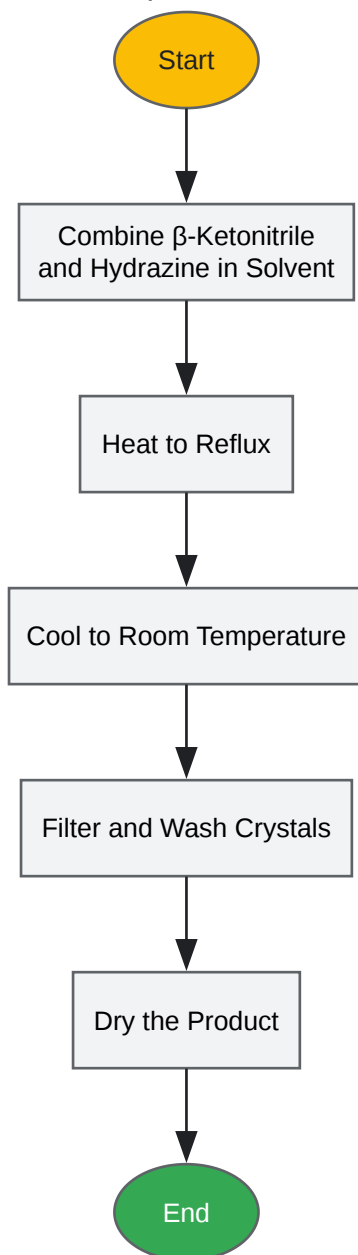 Start
Combine β-Ketonitrile
and Hydrazine in Solvent
Heat to Reflux
Cool to Room Temperature
Filter and Wash Crystals
Dry the Product
End